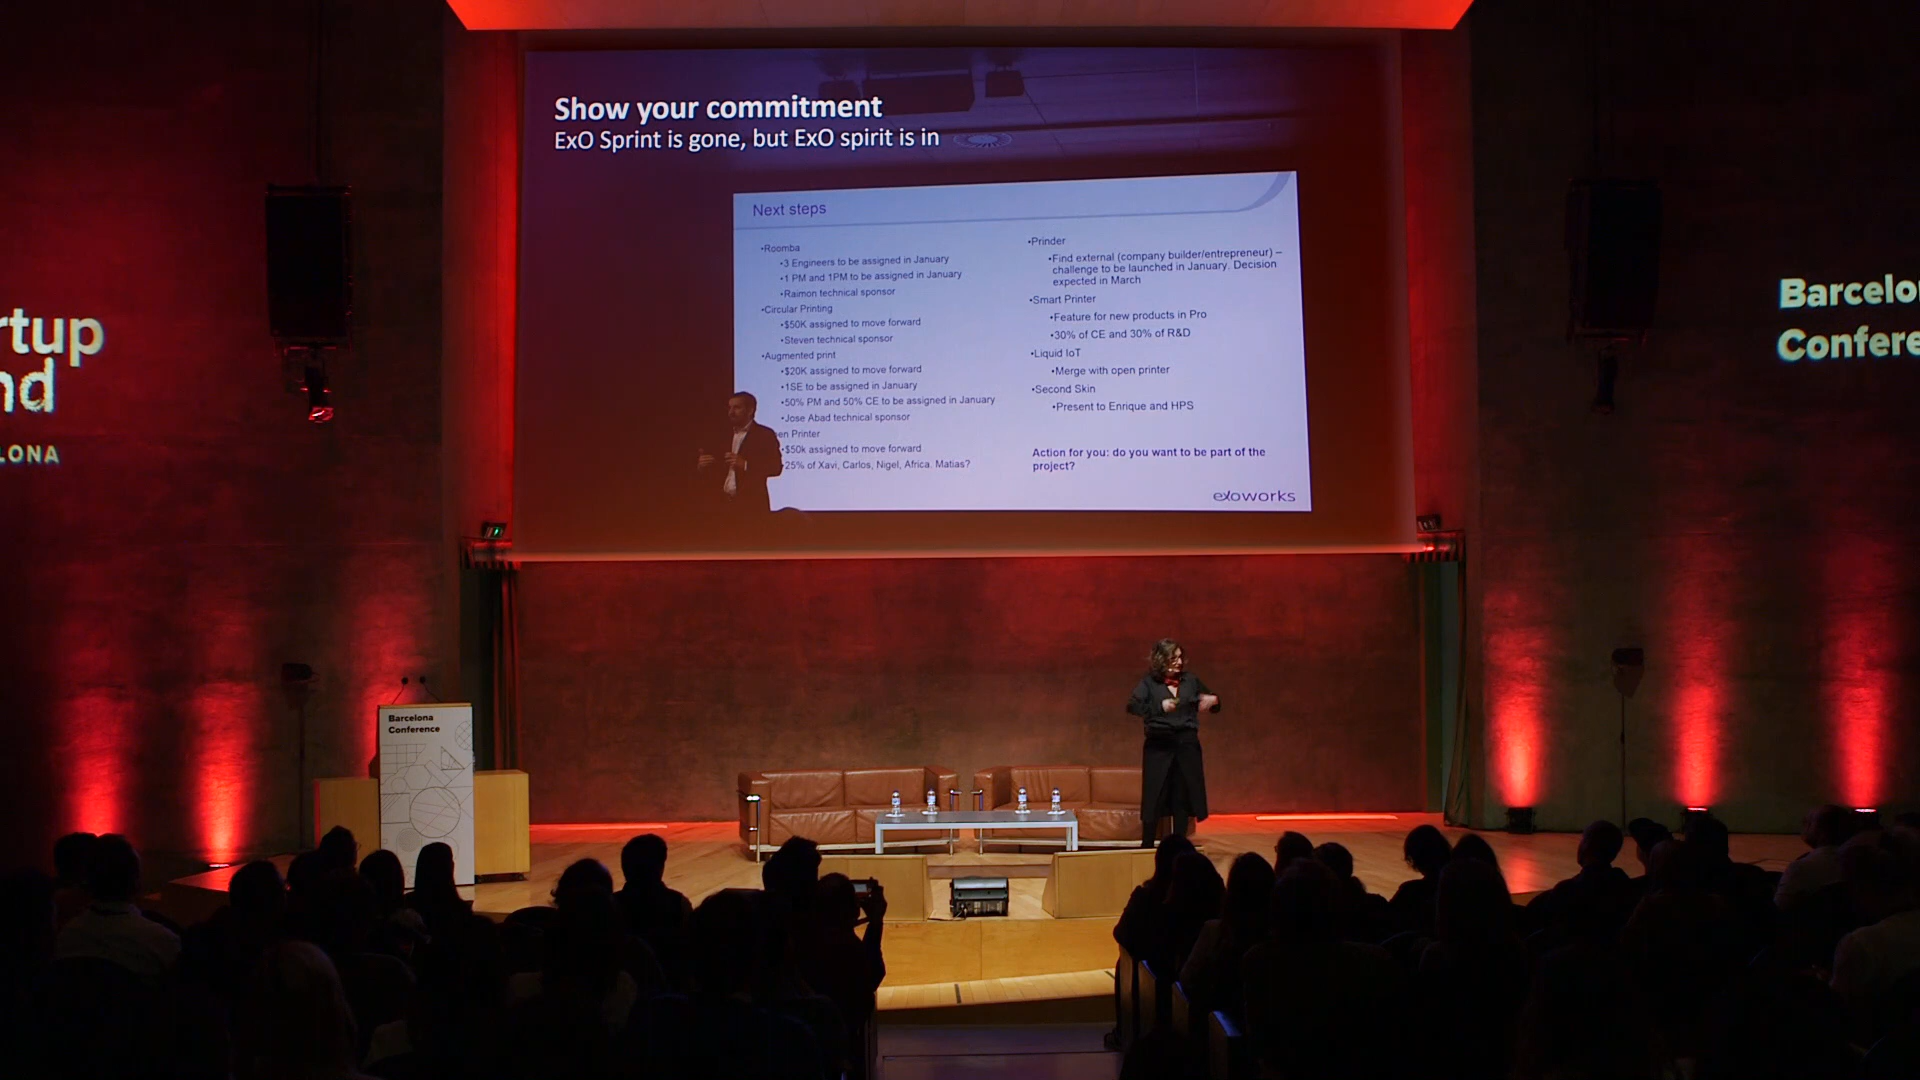 Show your commitment
ExO Sprint is gone, but ExO spirit is in
Next steps
•Roomba
•3 Engineers to be assigned in January
•1 PM and 1PM to be assigned in January
•Raimon technical sponsor
•Circular Printing
•$50K assigned to move forward
•Steven technical sponsor
•Augmented print
•$20K assigned to move forward
•1SE to be assigned in January
•50% PM and 50% CE to be assigned in January
•Jose Abad technical sponsor
en Printer
•$50k assigned to move forward
•25% of Xavi, Carlos, Nigel, Africa. Matias?
•Prinder
•Find external (company builder/entrepreneur) –
challenge to be launched in January. Decision
expected in March
•Smart Printer
•Feature for new products in Pro
•30% of CE and 30% of R&D
•Liquid IoT
•Merge with open printer
•Second Skin
•Present to Enrique and HPS
Action for you: do you want to be part of the
project?
exoworks
rtup
nd
LONA
Barcelo
Confere
Barcelona
Conference